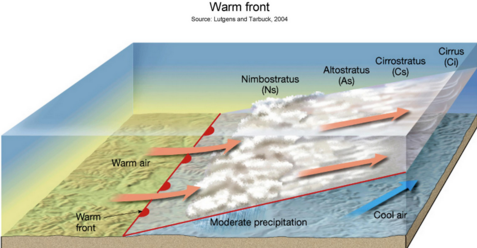 Warm front
Source: Lutgens and Tarbuck, 2004
Cirrus
(Ci)
Cirrostratus
(Cs)
Altostratus
(As)
Nimbostratus
(Ns)
Warm air
Warm
front
Moderate precipitation
Cool air